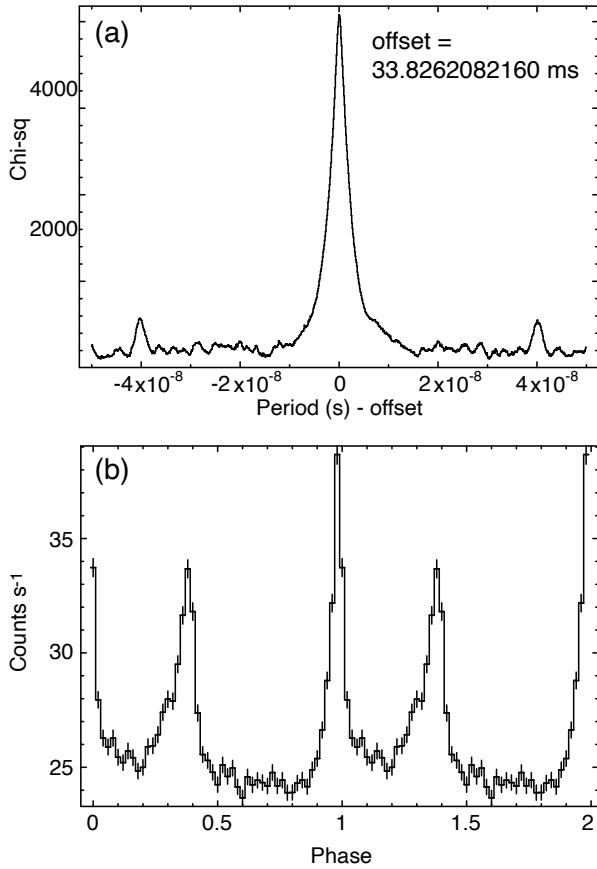 (a)
offset =
33.8262082160 ms
4000
2000
Chi-sq
-4x10⁻⁸ -2x10⁻⁸ 0 2x10⁻⁸ 4x10⁻⁸
Period (s) - offset
(b)
35
30
25
Counts s⁻¹
0 0.5 1 1.5 2
Phase